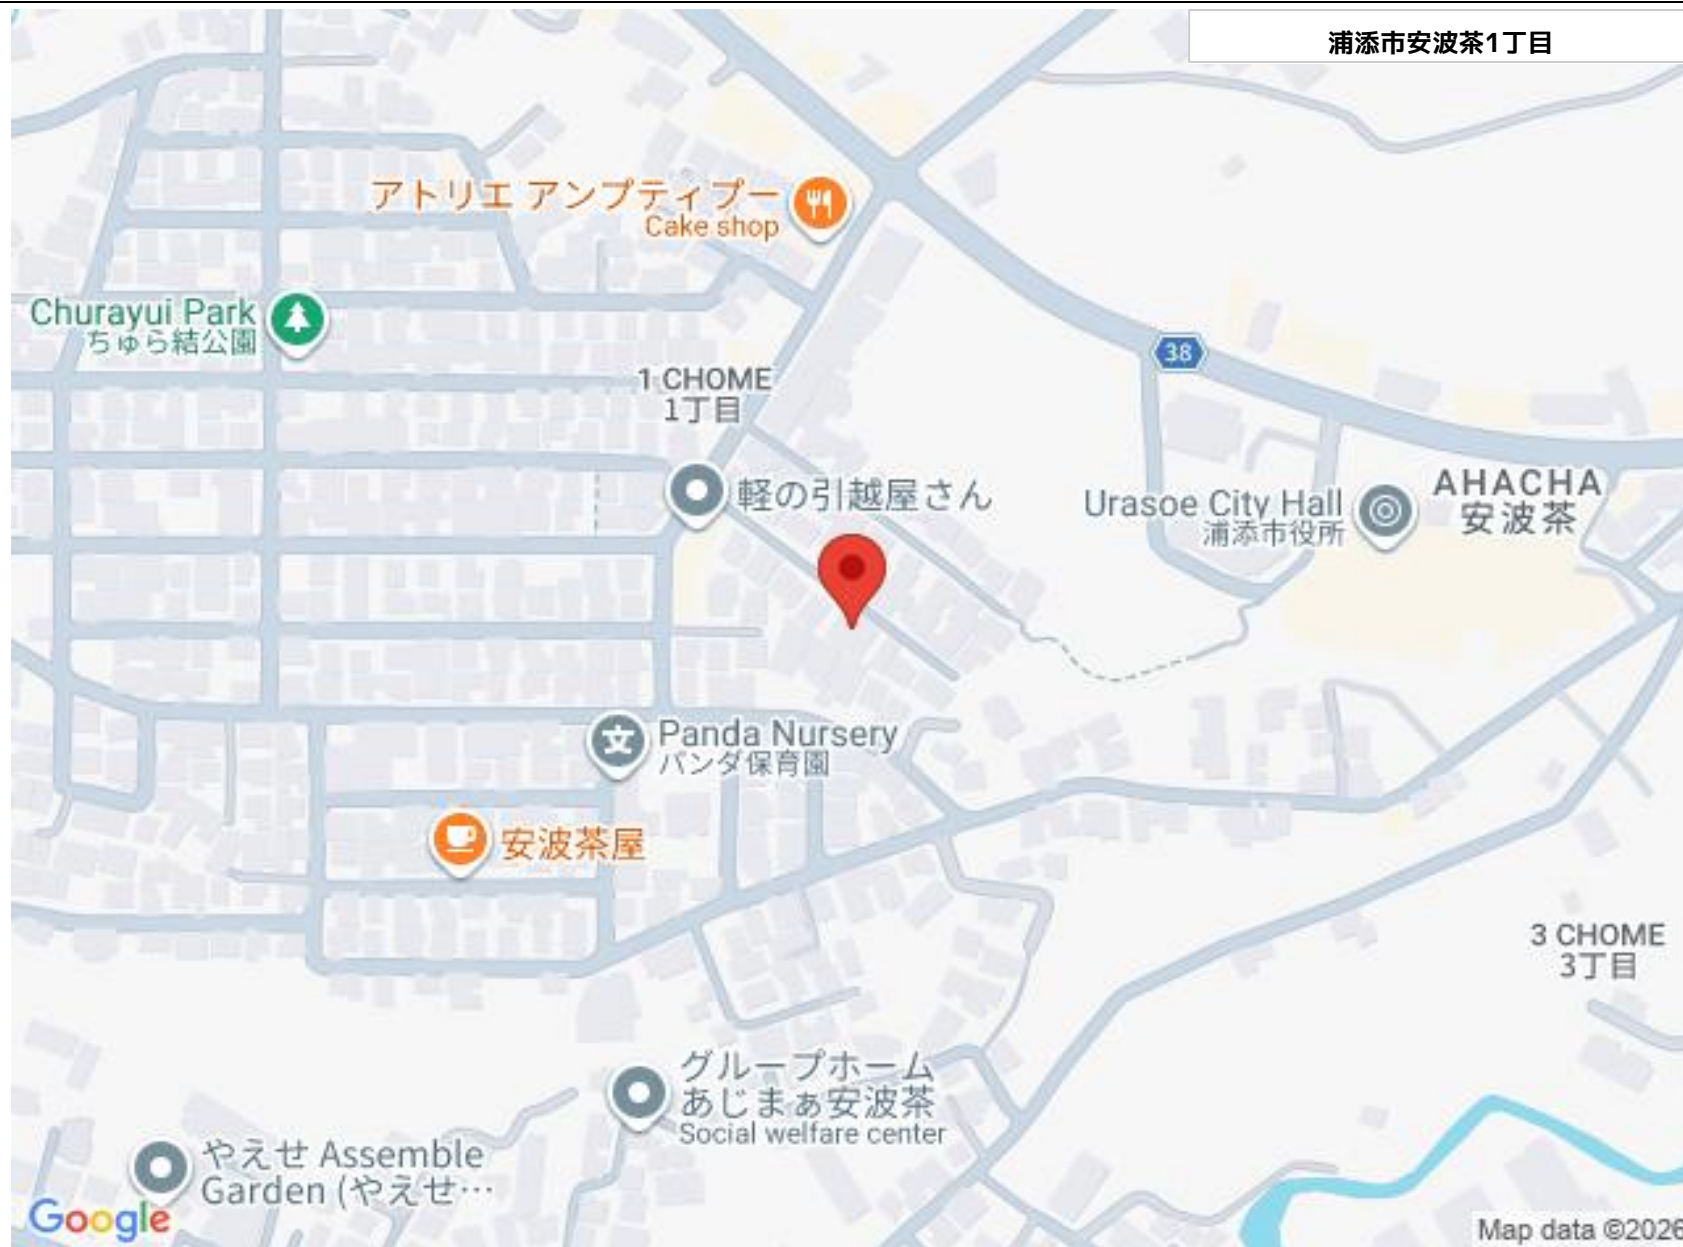 浦添市安波茶1丁目
アトリエ アンプティプー
Cake shop
Churayui Park
ちゅら結公園
38
1 CHOME
1丁目
軽の引越屋さん
Urasoe City Hall
浦添市役所
AHACHA
安波茶
Panda Nursery
パンダ保育園
文
安波茶屋
3 CHOME
3丁目
グループホーム
あじまぁ安波茶
Social welfare center
やえせ Assemble
Garden (やえせ…
Google
Map data ©2026